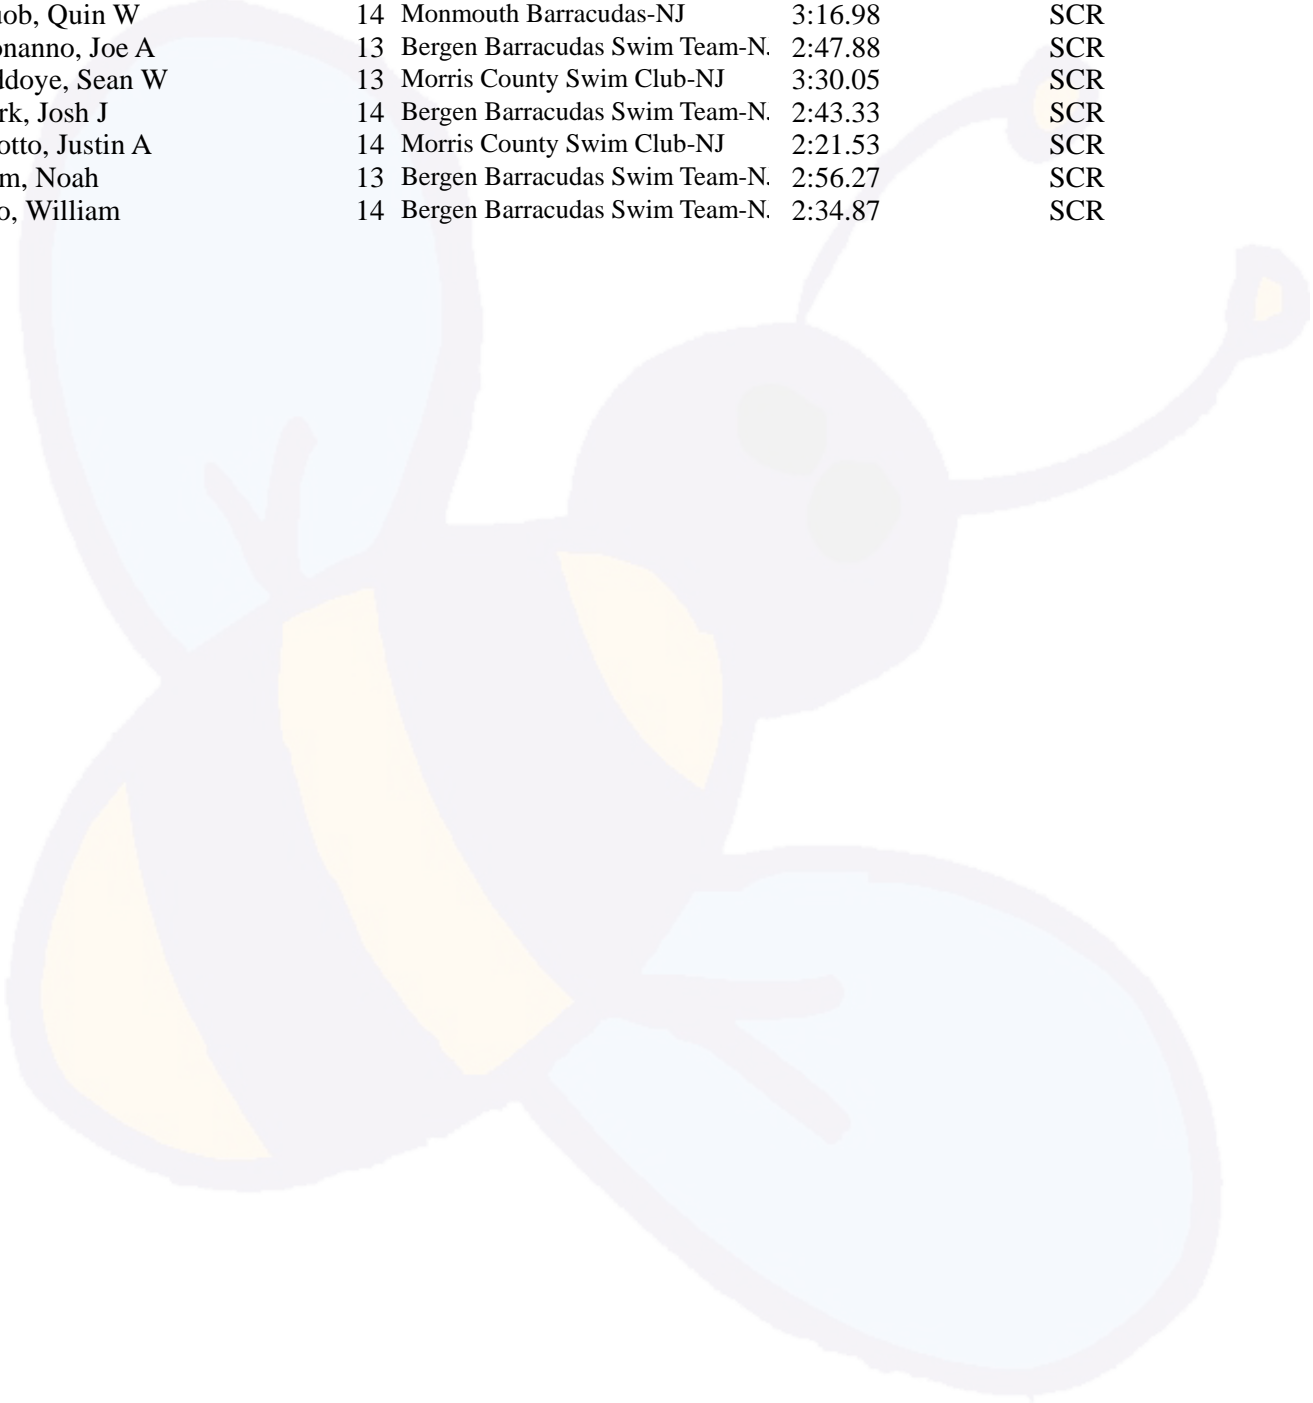 uob, Quin W 14 Monmouth Barracudas-NJ 3:16.98 SCR
onanno, Joe A 13 Bergen Barracudas Swim Team-N. 2:47.88 SCR
ddoye, Sean W 13 Morris County Swim Club-NJ 3:30.05 SCR
rk, Josh J 14 Bergen Barracudas Swim Team-N. 2:43.33 SCR
otto, Justin A 14 Morris County Swim Club-NJ 2:21.53 SCR
m, Noah 13 Bergen Barracudas Swim Team-N. 2:56.27 SCR
o, William 14 Bergen Barracudas Swim Team-N. 2:34.87 SCR